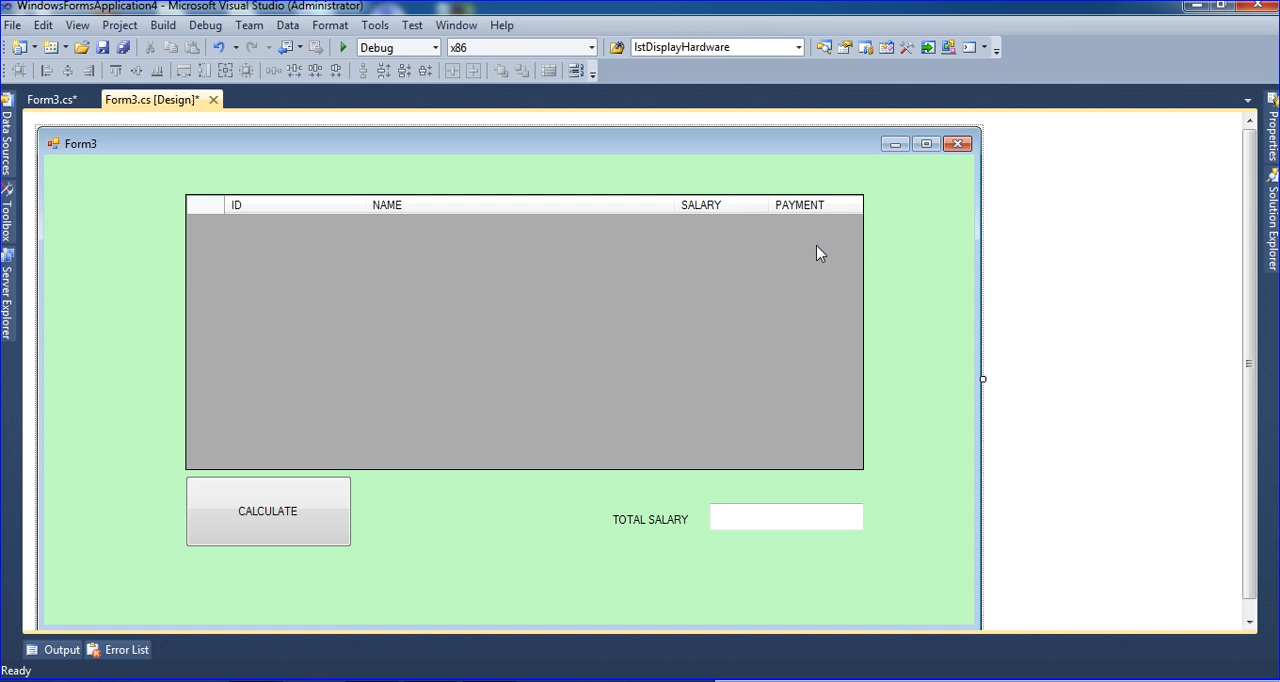 WindowsFormsApplication4 - Microsoft Visual Studio (Administrator)
File Edit View Project Build Debug Team Data Format Tools Test Window Help
Debug x86 lstDisplayHardware
Form3.cs* Form3.cs [Design]*
Data Sources
Toolbox
Server Explorer
Form3
ID NAME SALARY PAYMENT
CALCULATE
TOTAL SALARY
Properties
Solution Explorer
Output Error List
Ready